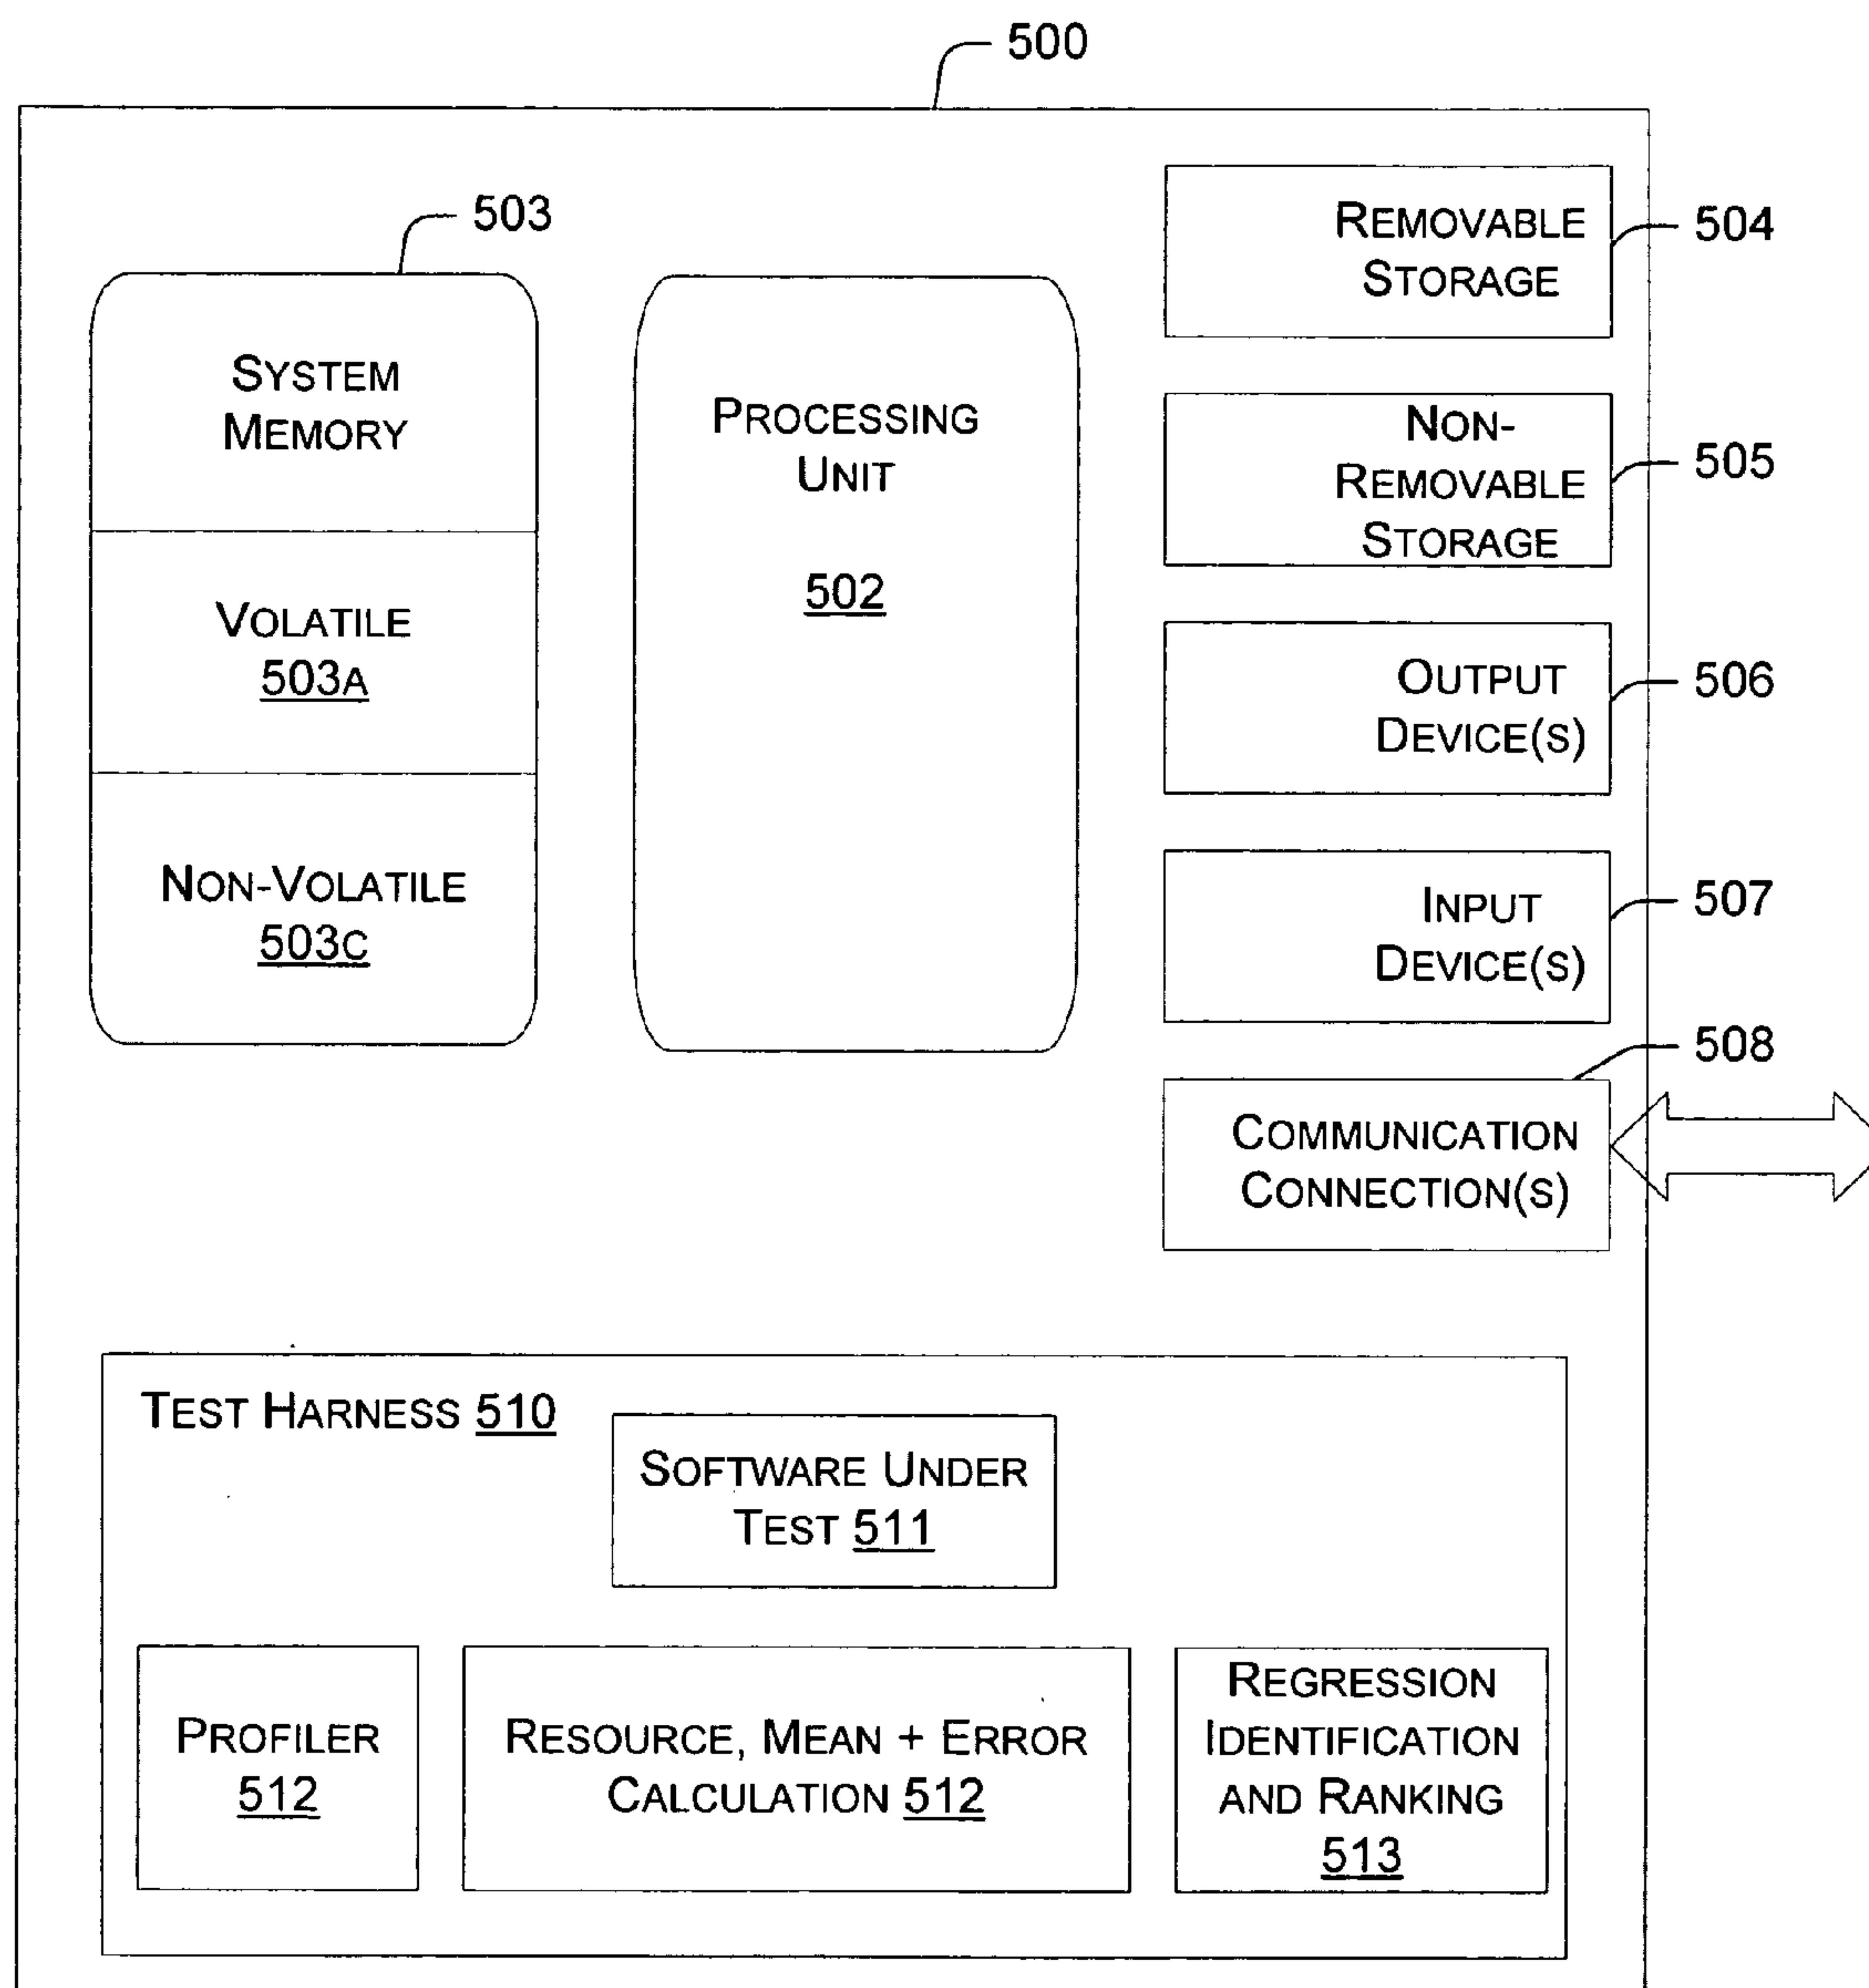 500
503
SYSTEM
MEMORY
VOLATILE
503A
NON-VOLATILE
503C
PROCESSING
UNIT
502
REMOVABLE
STORAGE
504
NON-
REMOVABLE
STORAGE
505
OUTPUT
DEVICE(S)
506
INPUT
DEVICE(S)
507
508
COMMUNICATION
CONNECTION(S)
TEST HARNESS 510
SOFTWARE UNDER
TEST 511
PROFILER
512
RESOURCE, MEAN + ERROR
CALCULATION 512
REGRESSION
IDENTIFICATION
AND RANKING
513